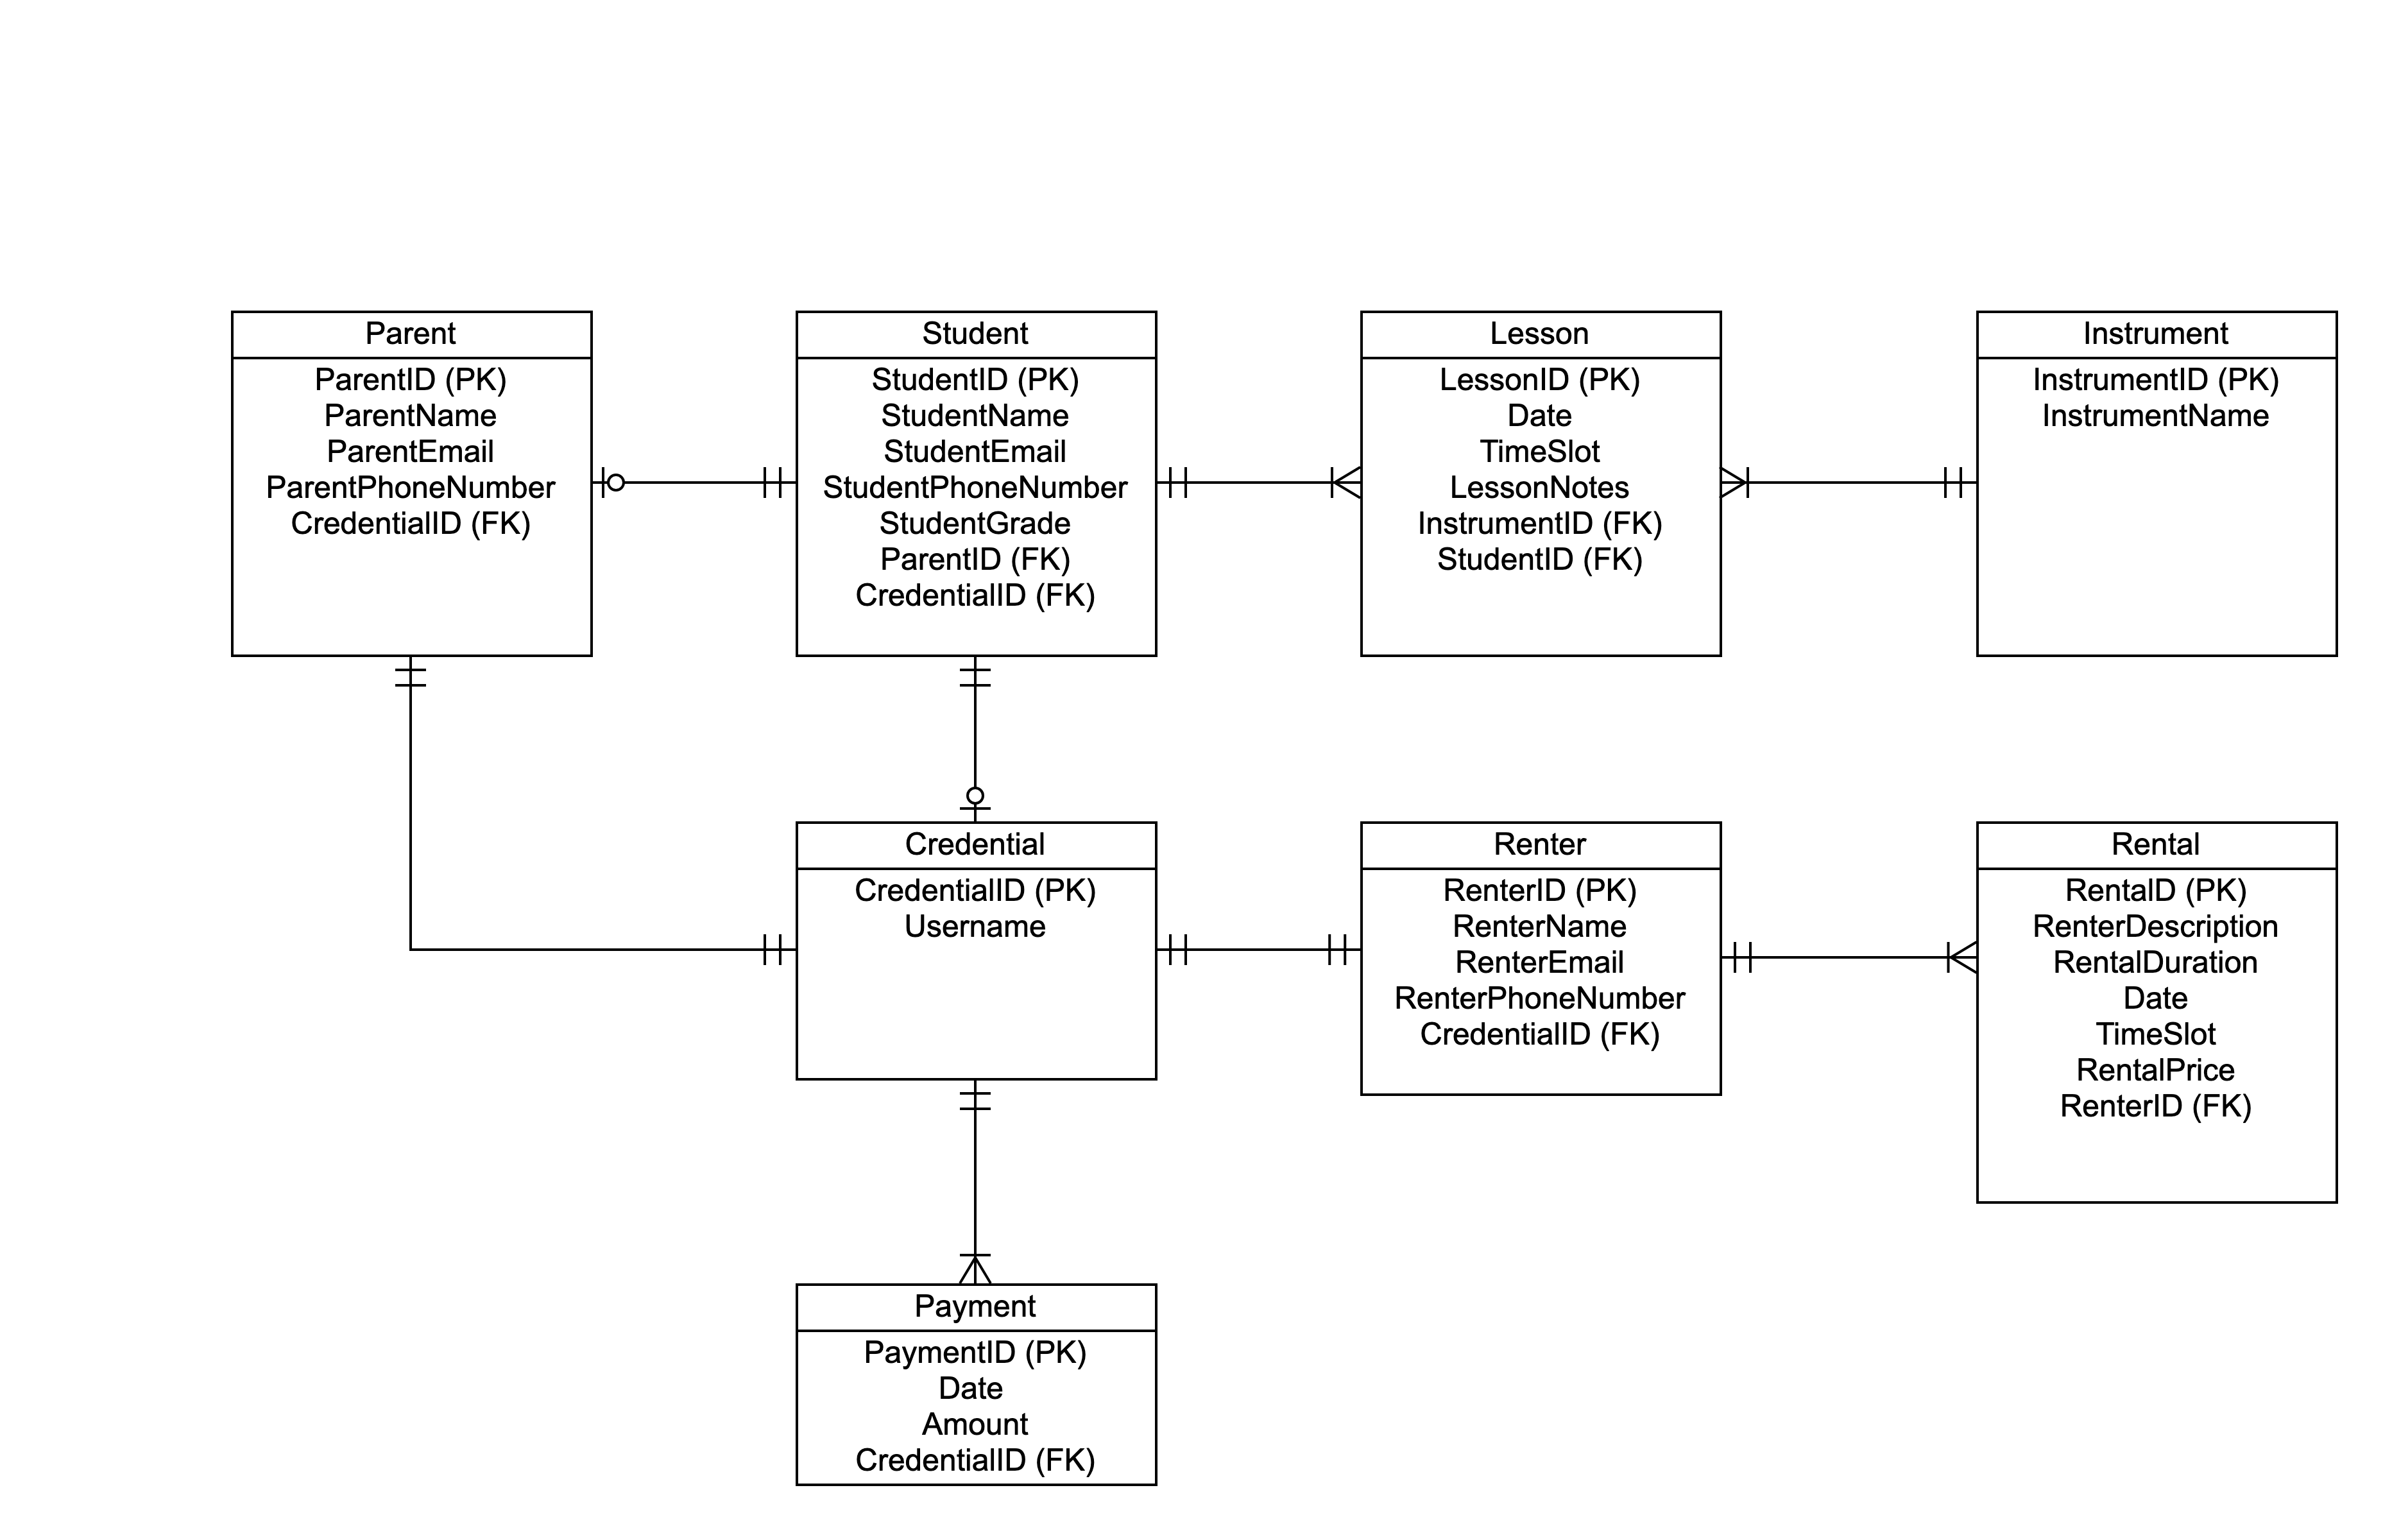 Parent
ParentID (PK)
ParentName
ParentEmail
ParentPhoneNumber
CredentialID (FK)
Student
StudentID (PK)
StudentName
StudentEmail
StudentPhoneNumber
StudentGrade
ParentID (FK)
CredentialID (FK)
Lesson
LessonID (PK)
Date
TimeSlot
LessonNotes
InstrumentID (FK)
StudentID (FK)
Instrument
InstrumentID (PK)
InstrumentName
Credential
CredentialID (PK)
Username
Renter
RenterID (PK)
RenterName
RenterEmail
RenterPhoneNumber
CredentialID (FK)
Rental
RentalD (PK)
RenterDescription
RentalDuration
Date
TimeSlot
RentalPrice
RenterID (FK)
Payment
PaymentID (PK)
Date
Amount
CredentialID (FK)